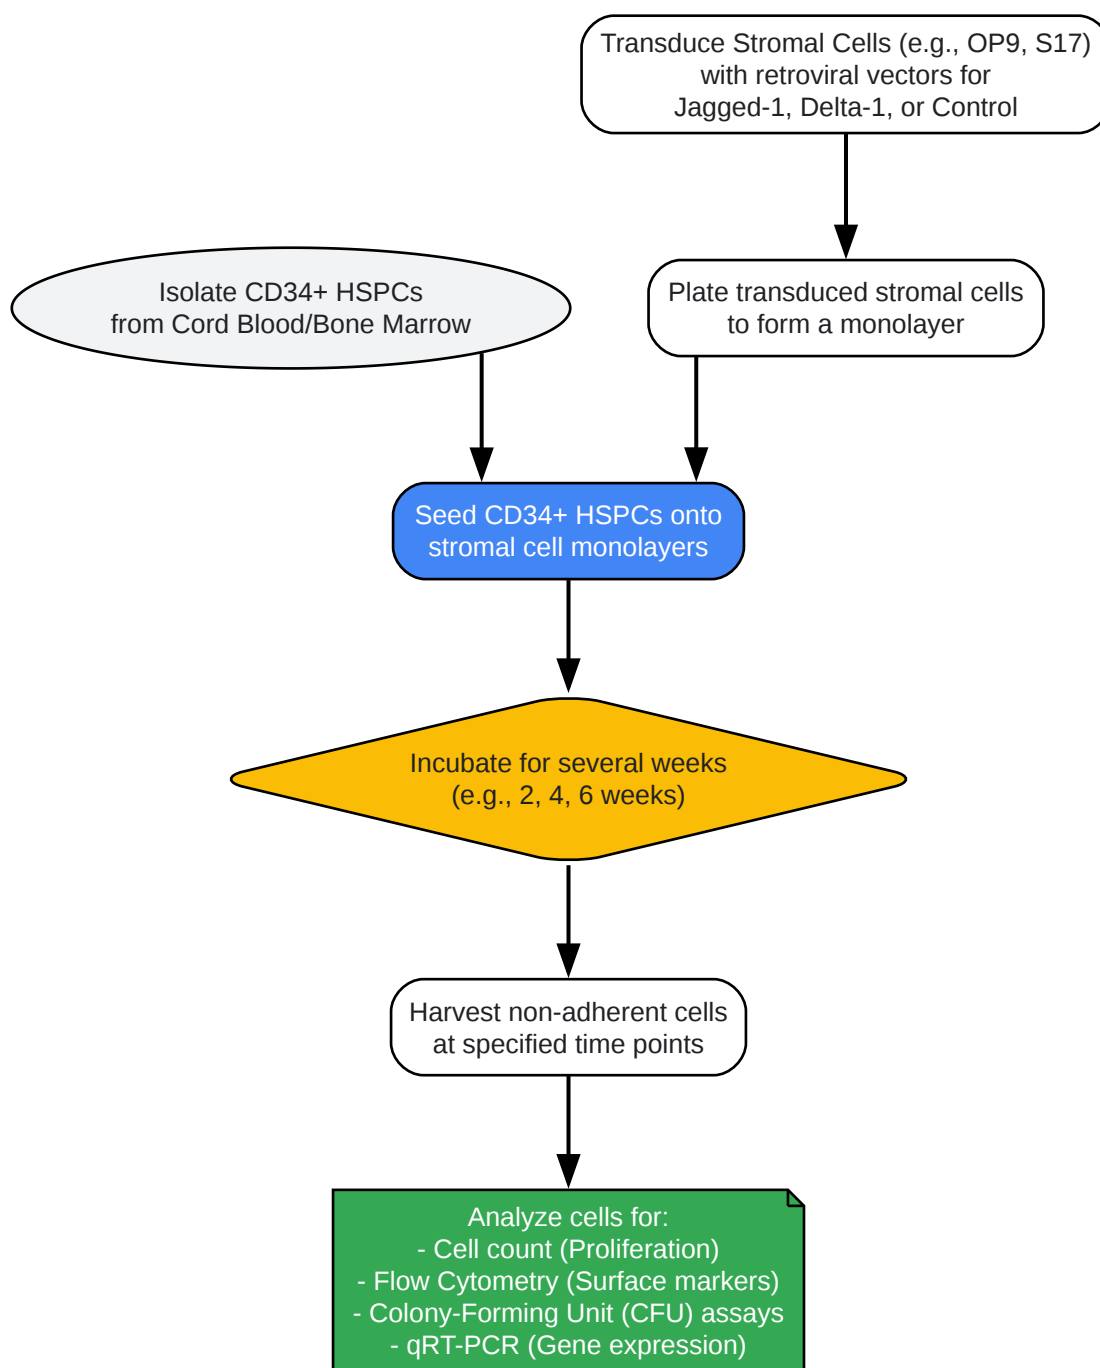 Transduce Stromal Cells (e.g., OP9, S17)
with retroviral vectors for
Jagged-1, Delta-1, or Control
Isolate CD34+ HSPCs
from Cord Blood/Bone Marrow
Plate transduced stromal cells
to form a monolayer
Seed CD34+ HSPCs onto
stromal cell monolayers
Incubate for several weeks
(e.g., 2, 4, 6 weeks)
Harvest non-adherent cells
at specified time points
Analyze cells for:
- Cell count (Proliferation)
- Flow Cytometry (Surface markers)
- Colony-Forming Unit (CFU) assays
- qRT-PCR (Gene expression)